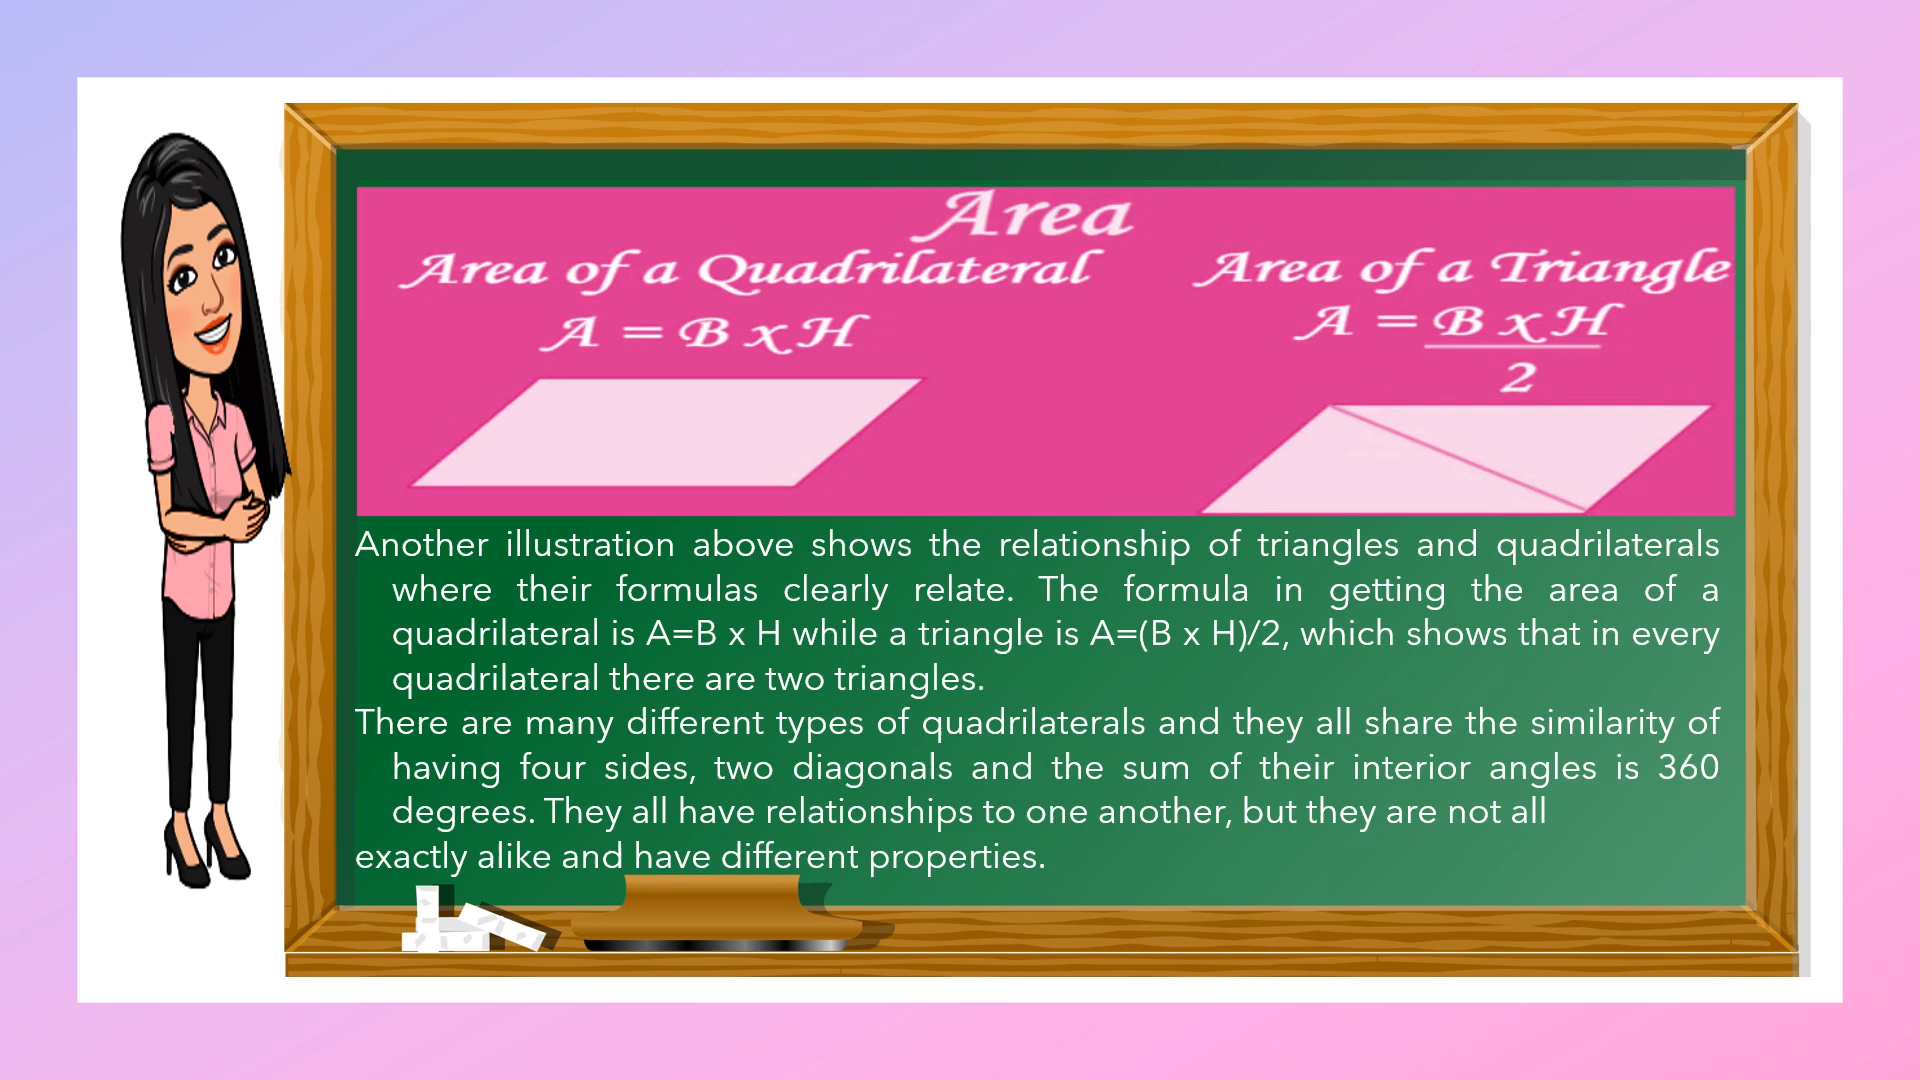 Area
Area of a Quadrilateral
A = B x H
Area of a Triangle
A = B x H
2
Another illustration above shows the relationship of triangles and quadrilaterals
where their formulas clearly relate. The formula in getting the area of a
quadrilateral is A=B x H while a triangle is A=(B x H)/2, which shows that in every
quadrilateral there are two triangles.
There are many different types of quadrilaterals and they all share the similarity of
having four sides, two diagonals and the sum of their interior angles is 360
degrees. They all have relationships to one another, but they are not all
exactly alike and have different properties.